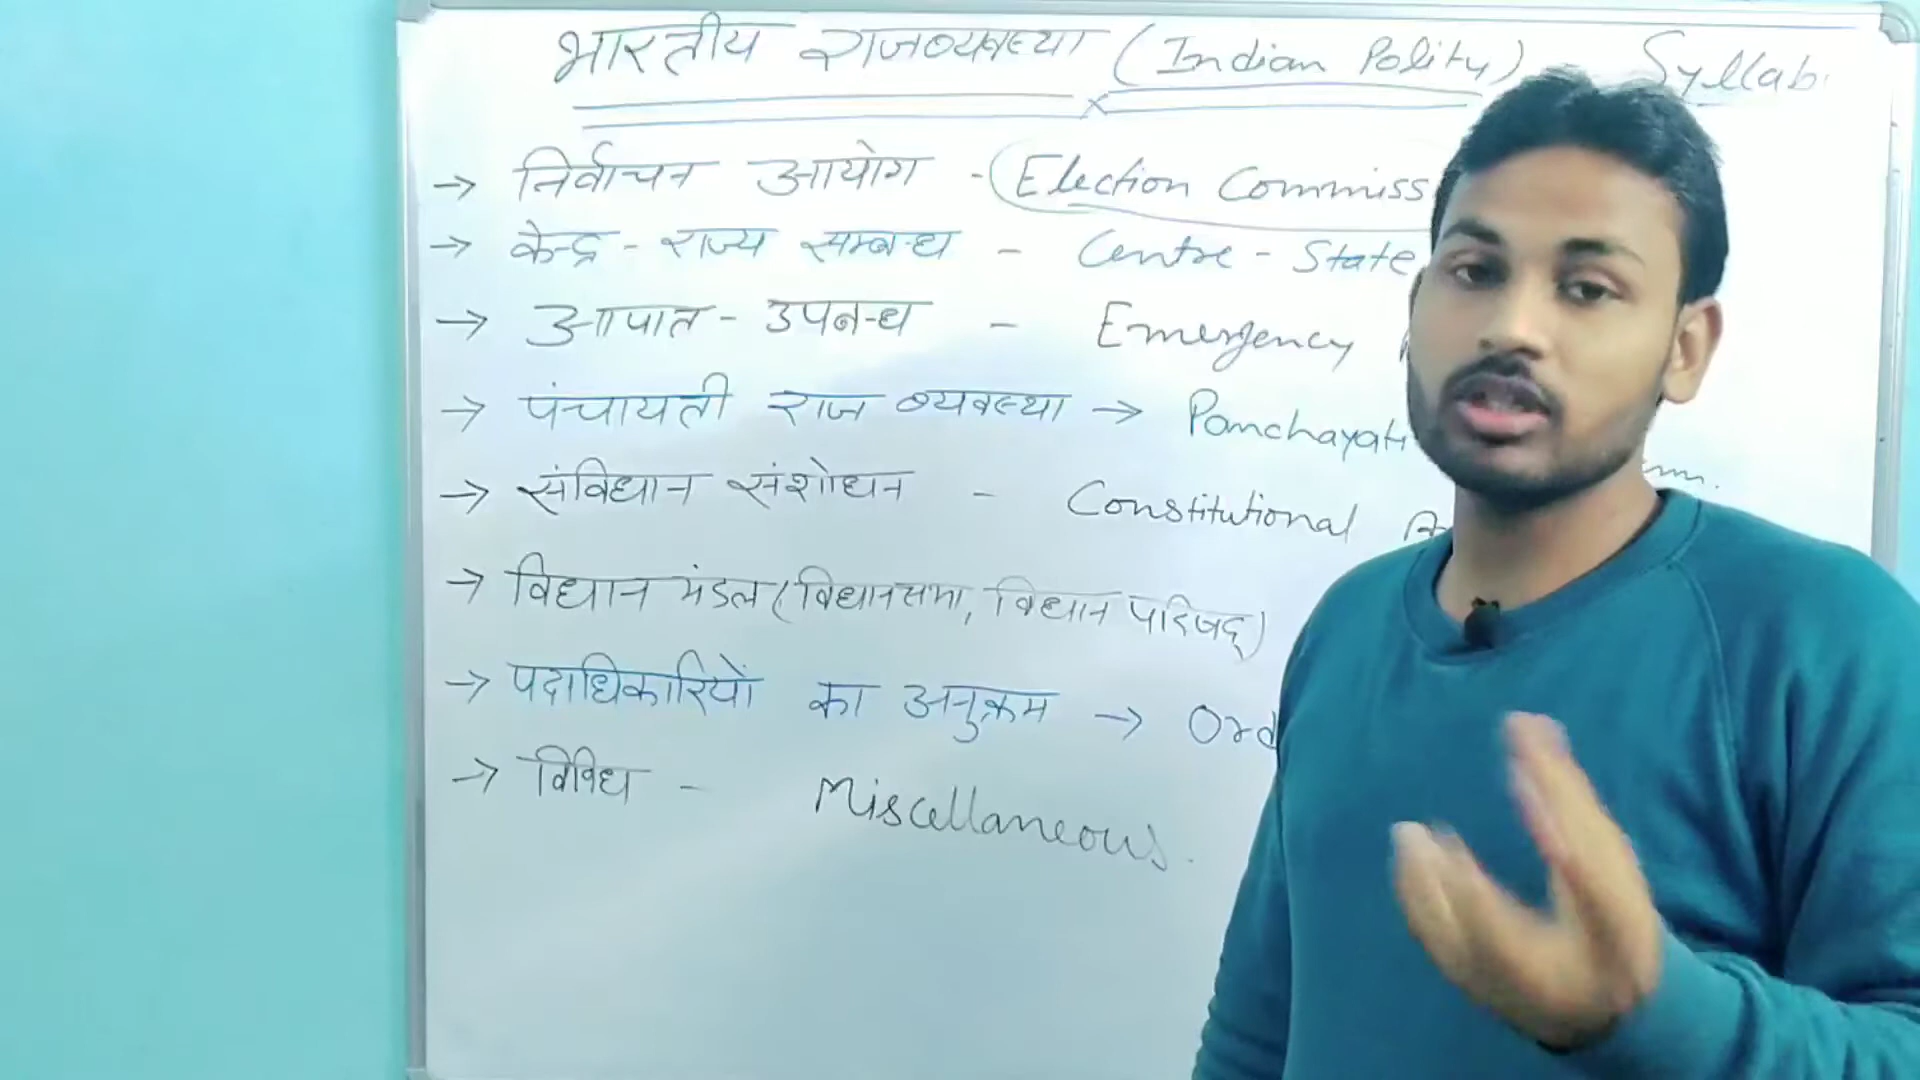 भारतीय राजव्यवस्था (Indian Polity) Syllab
→ निर्वाचन आयोग - (Election Commiss
→ केन्द्र - राज्य सम्बन्ध - Centre - State
→ आपात - उपबन्ध - Emergency
→ पंचायती राज व्यवस्था → Panchayati
→ संविधान संशोधन - Constitutional A
→ विधान मंडल (विधानसभा, विधान परिषद्)
→ पदाधिकारियों का अनुक्रम → Ord
→ विविध - Miscellaneous.